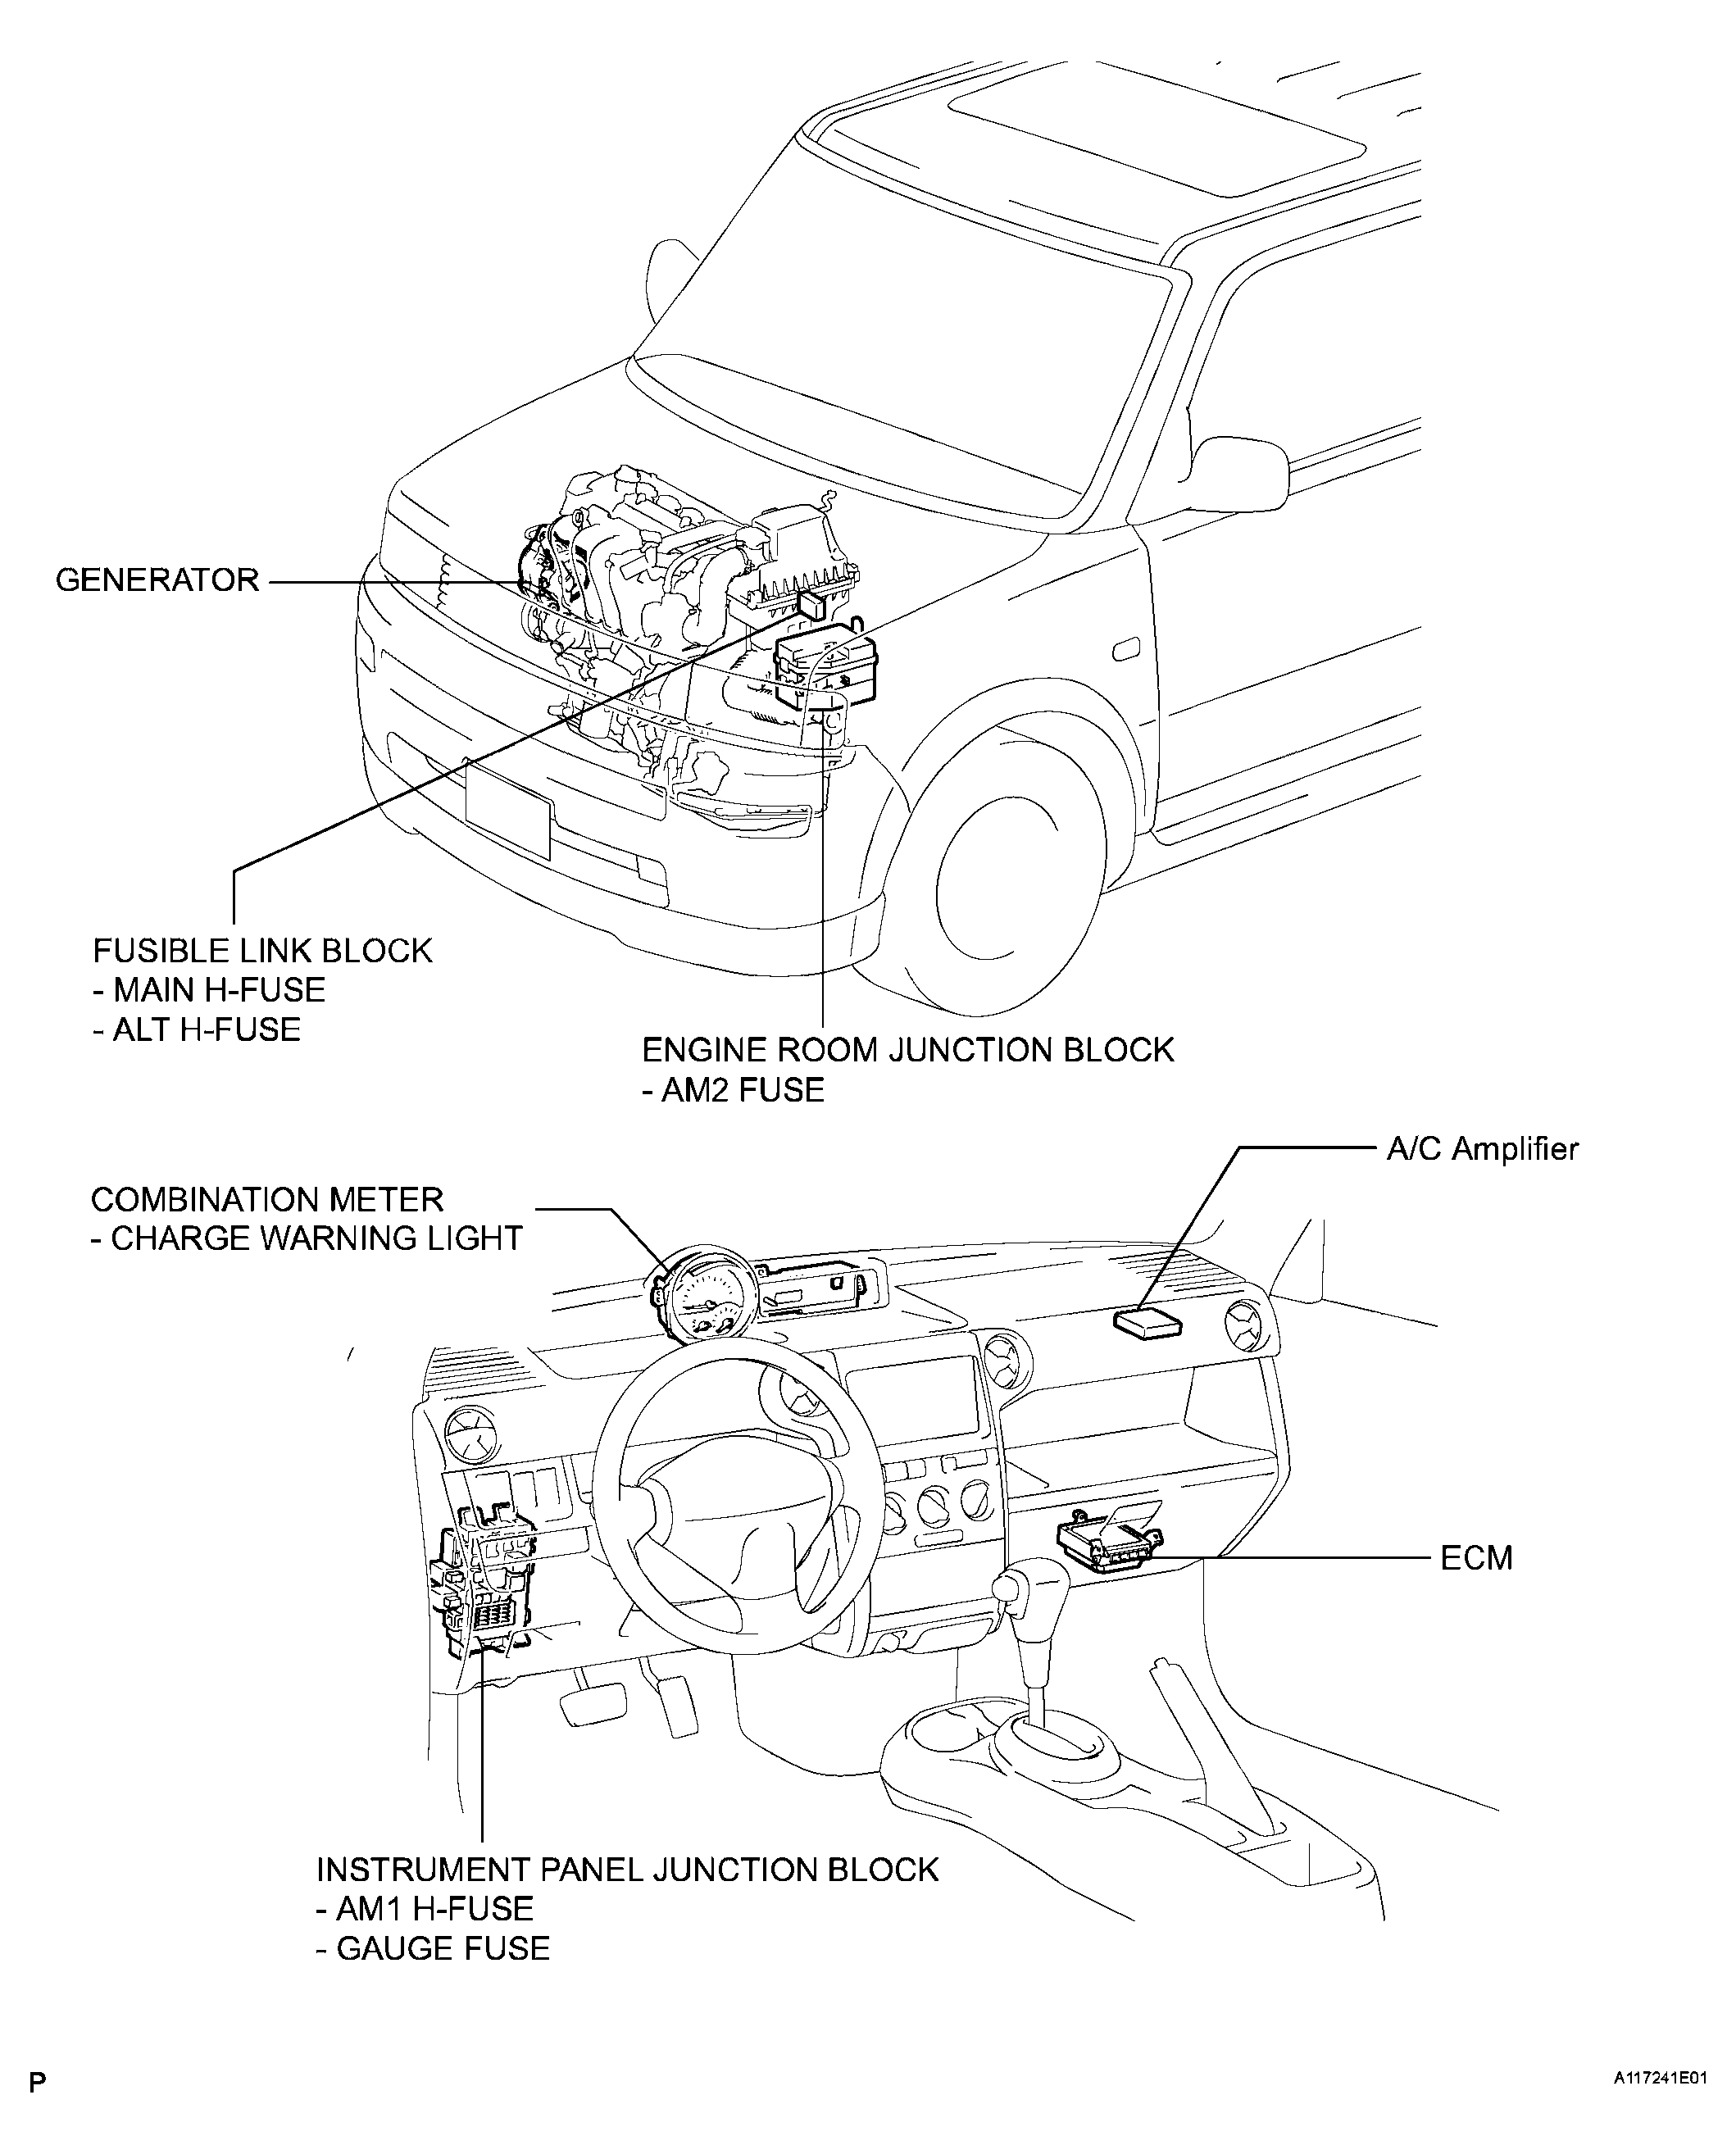 GENERATOR
FUSIBLE LINK BLOCK
- MAIN H-FUSE
- ALT H-FUSE
ENGINE ROOM JUNCTION BLOCK
- AM2 FUSE
A/C Amplifier
COMBINATION METER
- CHARGE WARNING LIGHT
ECM
INSTRUMENT PANEL JUNCTION BLOCK
- AM1 H-FUSE
- GAUGE FUSE
P
A117241E01